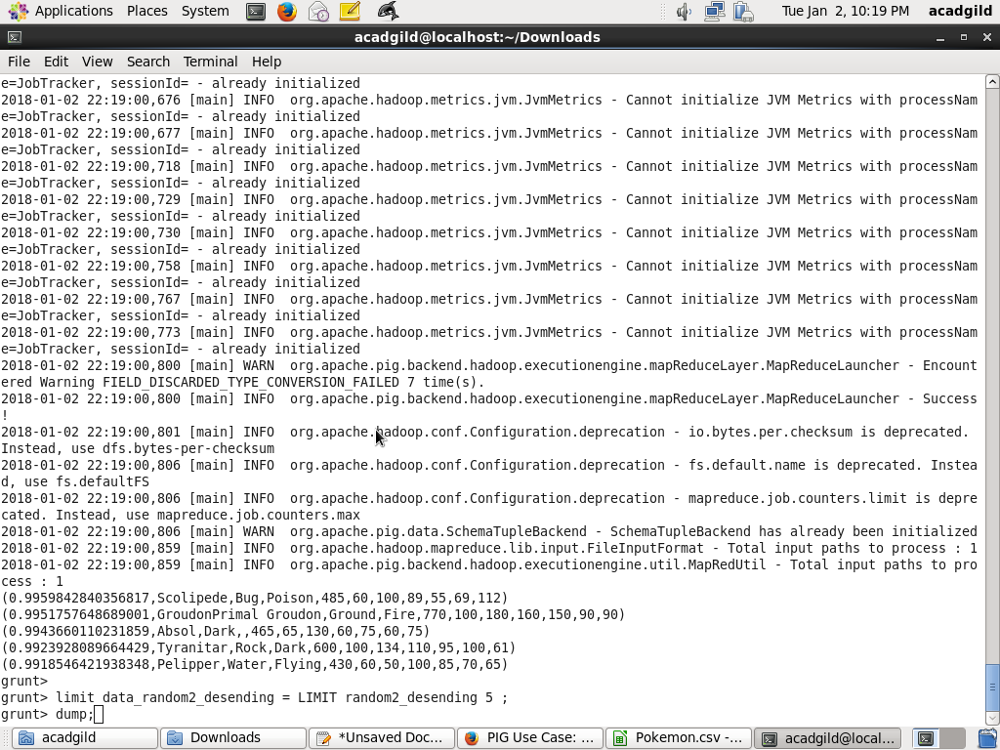 Applications Places System Tue Jan 2, 10:19 PM acadgild
acadgild@localhost:~/Downloads
File Edit View Search Terminal Help
e=JobTracker, sessionId= - already initialized
2018-01-02 22:19:00,676 [main] INFO  org.apache.hadoop.metrics.jvm.JvmMetrics - Cannot initialize JVM Metrics with processNam
e=JobTracker, sessionId= - already initialized
2018-01-02 22:19:00,677 [main] INFO  org.apache.hadoop.metrics.jvm.JvmMetrics - Cannot initialize JVM Metrics with processNam
e=JobTracker, sessionId= - already initialized
2018-01-02 22:19:00,718 [main] INFO  org.apache.hadoop.metrics.jvm.JvmMetrics - Cannot initialize JVM Metrics with processNam
e=JobTracker, sessionId= - already initialized
2018-01-02 22:19:00,729 [main] INFO  org.apache.hadoop.metrics.jvm.JvmMetrics - Cannot initialize JVM Metrics with processNam
e=JobTracker, sessionId= - already initialized
2018-01-02 22:19:00,730 [main] INFO  org.apache.hadoop.metrics.jvm.JvmMetrics - Cannot initialize JVM Metrics with processNam
e=JobTracker, sessionId= - already initialized
2018-01-02 22:19:00,758 [main] INFO  org.apache.hadoop.metrics.jvm.JvmMetrics - Cannot initialize JVM Metrics with processNam
e=JobTracker, sessionId= - already initialized
2018-01-02 22:19:00,767 [main] INFO  org.apache.hadoop.metrics.jvm.JvmMetrics - Cannot initialize JVM Metrics with processNam
e=JobTracker, sessionId= - already initialized
2018-01-02 22:19:00,773 [main] INFO  org.apache.hadoop.metrics.jvm.JvmMetrics - Cannot initialize JVM Metrics with processNam
e=JobTracker, sessionId= - already initialized
2018-01-02 22:19:00,800 [main] WARN  org.apache.pig.backend.hadoop.executionengine.mapReduceLayer.MapReduceLauncher - Encount
ered Warning FIELD_DISCARDED_TYPE_CONVERSION_FAILED 7 time(s).
2018-01-02 22:19:00,800 [main] INFO  org.apache.pig.backend.hadoop.executionengine.mapReduceLayer.MapReduceLauncher - Success
!
2018-01-02 22:19:00,801 [main] INFO  org.apache.hadoop.conf.Configuration.deprecation - io.bytes.per.checksum is deprecated.
Instead, use dfs.bytes-per-checksum
2018-01-02 22:19:00,806 [main] INFO  org.apache.hadoop.conf.Configuration.deprecation - fs.default.name is deprecated. Instea
d, use fs.defaultFS
2018-01-02 22:19:00,806 [main] INFO  org.apache.hadoop.conf.Configuration.deprecation - mapreduce.job.counters.limit is depre
cated. Instead, use mapreduce.job.counters.max
2018-01-02 22:19:00,806 [main] WARN  org.apache.pig.data.SchemaTupleBackend - SchemaTupleBackend has already been initialized
2018-01-02 22:19:00,859 [main] INFO  org.apache.hadoop.mapreduce.lib.input.FileInputFormat - Total input paths to process : 1
2018-01-02 22:19:00,859 [main] INFO  org.apache.pig.backend.hadoop.executionengine.util.MapRedUtil - Total input paths to pro
cess : 1
(0.9959842840356817,Scolipede,Bug,Poison,485,60,100,89,55,69,112)
(0.9951757648689001,GroudonPrimal Groudon,Ground,Fire,770,100,180,160,150,90,90)
(0.9943660110231859,Absol,Dark,,465,65,130,60,75,60,75)
(0.9923928089664429,Tyranitar,Rock,Dark,600,100,134,110,95,100,61)
(0.9918546421938348,Pelipper,Water,Flying,430,60,50,100,85,70,65)
grunt>
grunt> limit_data_random2_desending = LIMIT random2_desending 5 ;
grunt> dump;
acadgild Downloads *Unsaved Doc... PIG Use Case: ... Pokemon.csv -... acadgild@local...